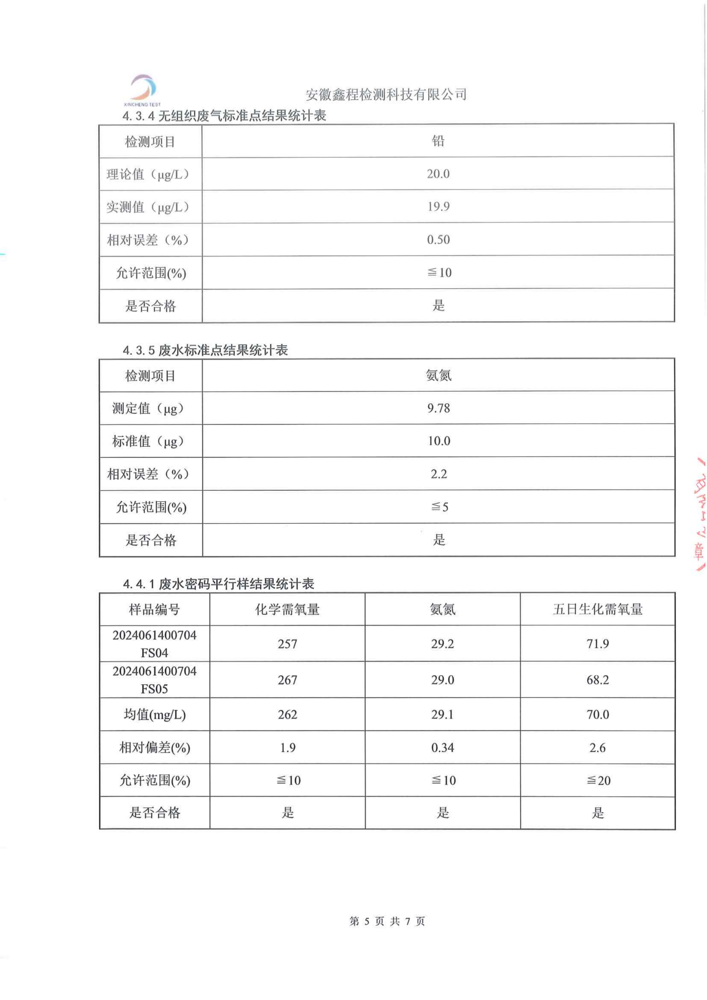 XINCHENG TEST
安徽鑫程检测科技有限公司
4.3.4 无组织废气标准点结果统计表
检测项目 铅
理论值（μg/L） 20.0
实测值（μg/L） 19.9
相对误差（%） 0.50
允许范围(%) ≦10
是否合格 是
4.3.5 废水标准点结果统计表
检测项目 氨氮
测定值（μg） 9.78
标准值（μg） 10.0
相对误差（%） 2.2
允许范围(%) ≦5
是否合格 是
4.4.1 废水密码平行样结果统计表
样品编号 化学需氧量 氨氮 五日生化需氧量
2024061400704
FS04 257 29.2 71.9
2024061400704
FS05 267 29.0 68.2
均值(mg/L) 262 29.1 70.0
相对偏差(%) 1.9 0.34 2.6
允许范围(%) ≦10 ≦10 ≦20
是否合格 是 是 是
章
第 5 页 共 7 页